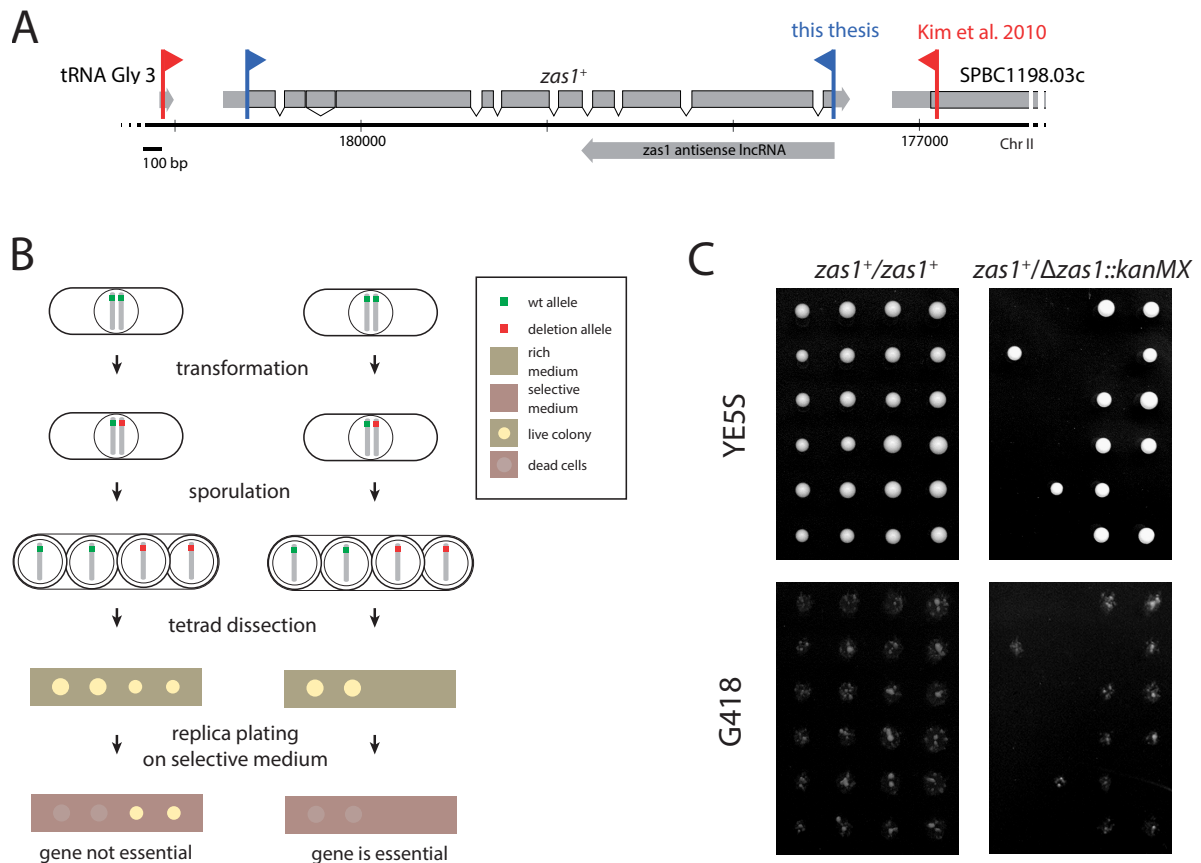 A
tRNA Gly 3
zas1+
this thesis
Kim et al. 2010
SPBC1198.03c
180000
177000
Chr II
100 bp
zas1 antisense lncRNA
B
transformation
sporulation
tetrad dissection
replica plating
on selective medium
gene not essential
gene is essential
wt allele
deletion allele
rich
medium
selective
medium
live colony
dead cells
C
zas1+/zas1+
zas1+/Δzas1::kanMX
YE5S
G418